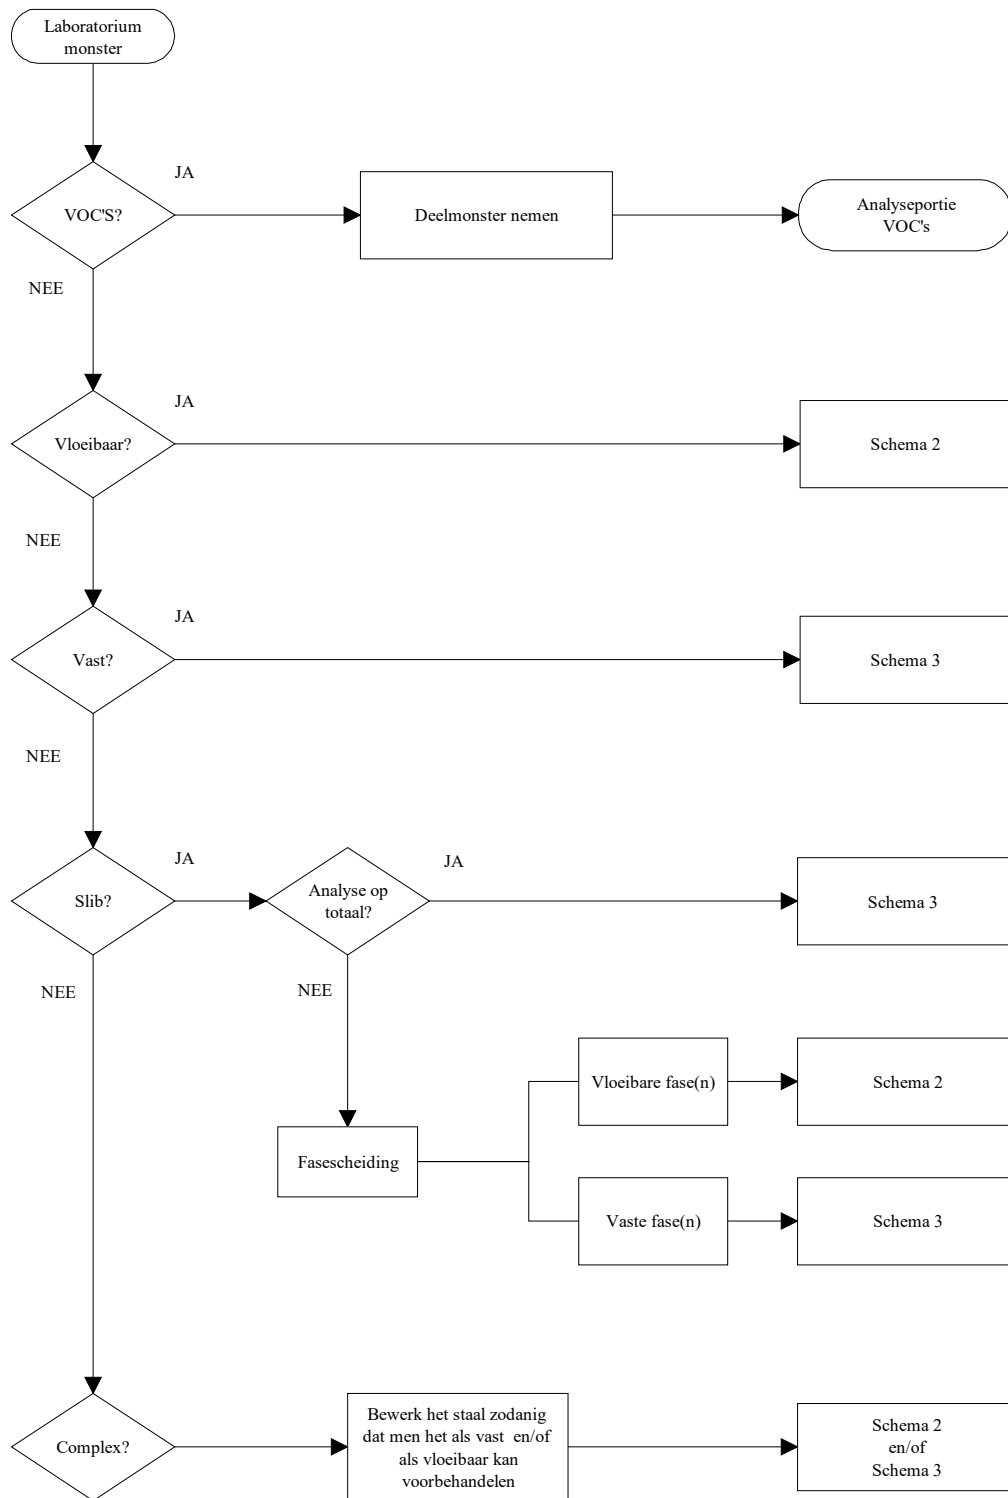 Laboratorium
monster
JA
VOC'S?
Deelmonster nemen
Analyseportie
VOC's
NEE
JA
Vloeibaar?
Schema 2
NEE
JA
Vast?
Schema 3
NEE
JA
Slib?
Analyse op
totaal?
JA
Schema 3
NEE
NEE
Vloeibare fase(n)
Schema 2
Fasescheiding
Vaste fase(n)
Schema 3
Complex?
Bewerk het staal zodanig
dat men het als vast en/of
als vloeibaar kan
voorbehandelen
Schema 2
en/of
Schema 3